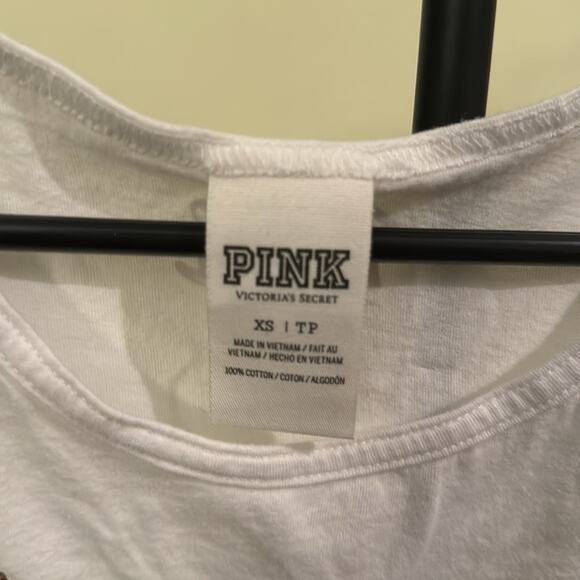 PINK
VICTORIA'S SECRET
XS | TP
MADE IN VIETNAM / FAIT AU
VIETNAM / HECHO EN VIETNAM
100% COTTON / COTON / ALGODÓN